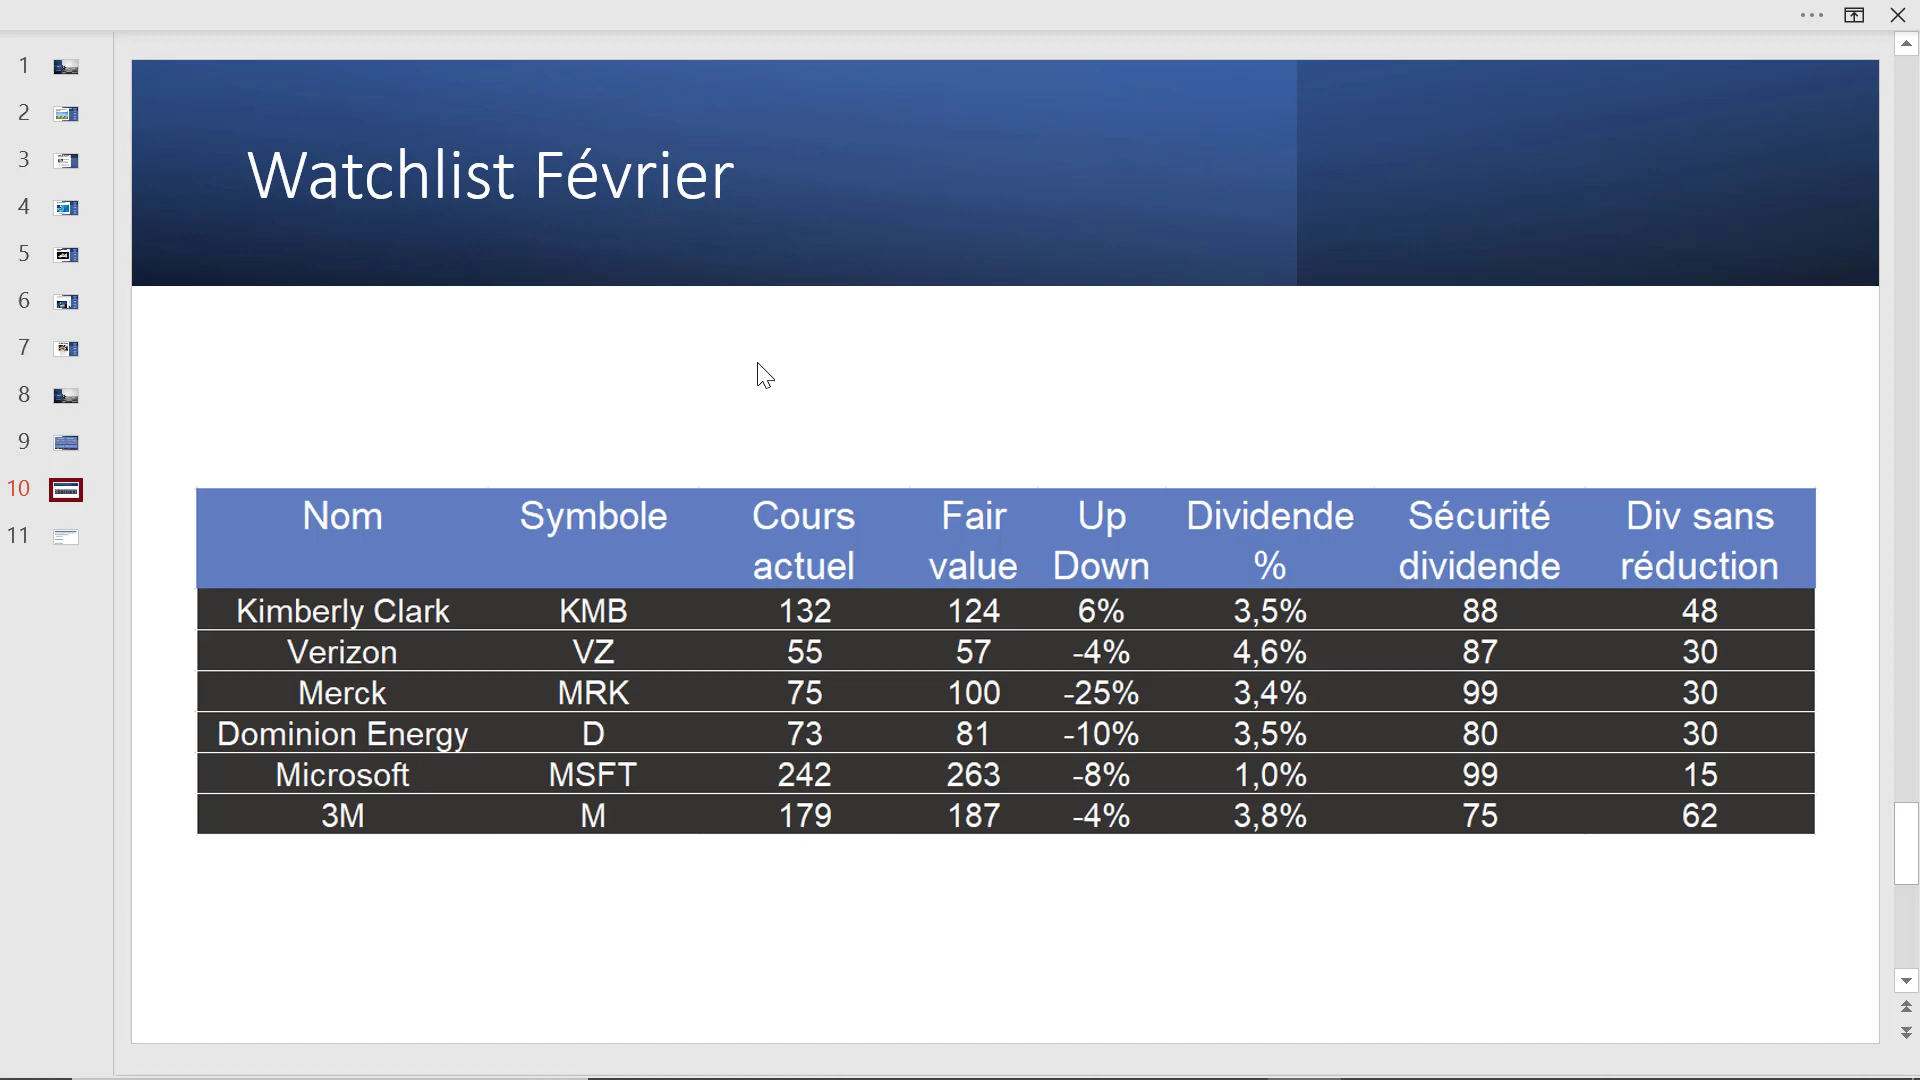 1
2
3
4
5
6
7
8
9
10
11
Watchlist Février
Nom Symbole Cours actuel Fair value Up Down Dividende % Sécurité dividende Div sans réduction
Kimberly Clark KMB 132 124 6% 3,5% 88 48
Verizon VZ 55 57 -4% 4,6% 87 30
Merck MRK 75 100 -25% 3,4% 99 30
Dominion Energy D 73 81 -10% 3,5% 80 30
Microsoft MSFT 242 263 -8% 1,0% 99 15
3M M 179 187 -4% 3,8% 75 62